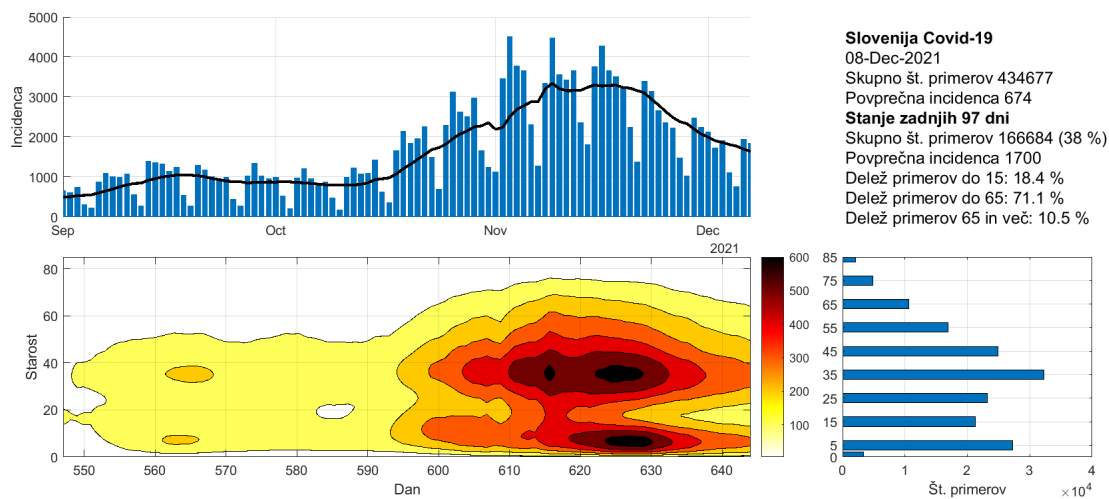 5000
4000
3000
2000
1000
0
Incidenca
Sep
Oct
Nov
Dec
2021
Slovenija Covid-19
08-Dec-2021
Skupno št. primerov 434677
Povprečna incidenca 674
Stanje zadnjih 97 dni
Skupno št. primerov 166684 (38 %)
Povprečna incidenca 1700
Delež primerov do 15: 18.4 %
Delež primerov do 65: 71.1 %
Delež primerov 65 in več: 10.5 %
80
60
40
20
0
Starost
550
560
570
580
590
600
610
620
630
640
Dan
600
500
400
300
200
100
85
75
65
55
45
35
25
15
5
0
0
1
2
3
4
Št. primerov
×10^4